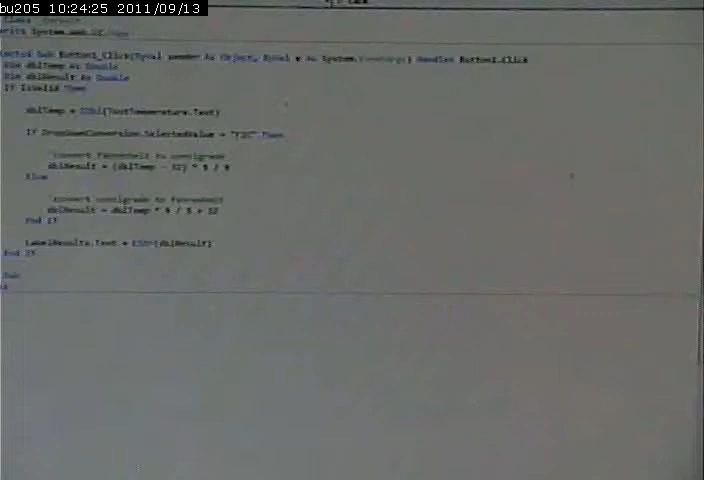 bu205 10:24:25 2011/09/13
Class
System.Web.UI.Page
Sub Button1_Click(ByVal sender As Object, ByVal e As System.EventArgs) Handles Button1.Click
Dim dblTemp As Double
Dim dblResult As Double
If IsValid Then
dblTemp = CDbl(TextTemperature.Text)
If DropDownConversion.SelectedValue = "F2C" Then
'convert fahrenheit to centigrade
dblResult = (dblTemp - 32) * 5 / 9
Else
'convert centigrade to fahrenheit
dblResult = dblTemp * 9 / 5 + 32
End If
LabelResults.Text = CStr(dblResult)
End If
Sub